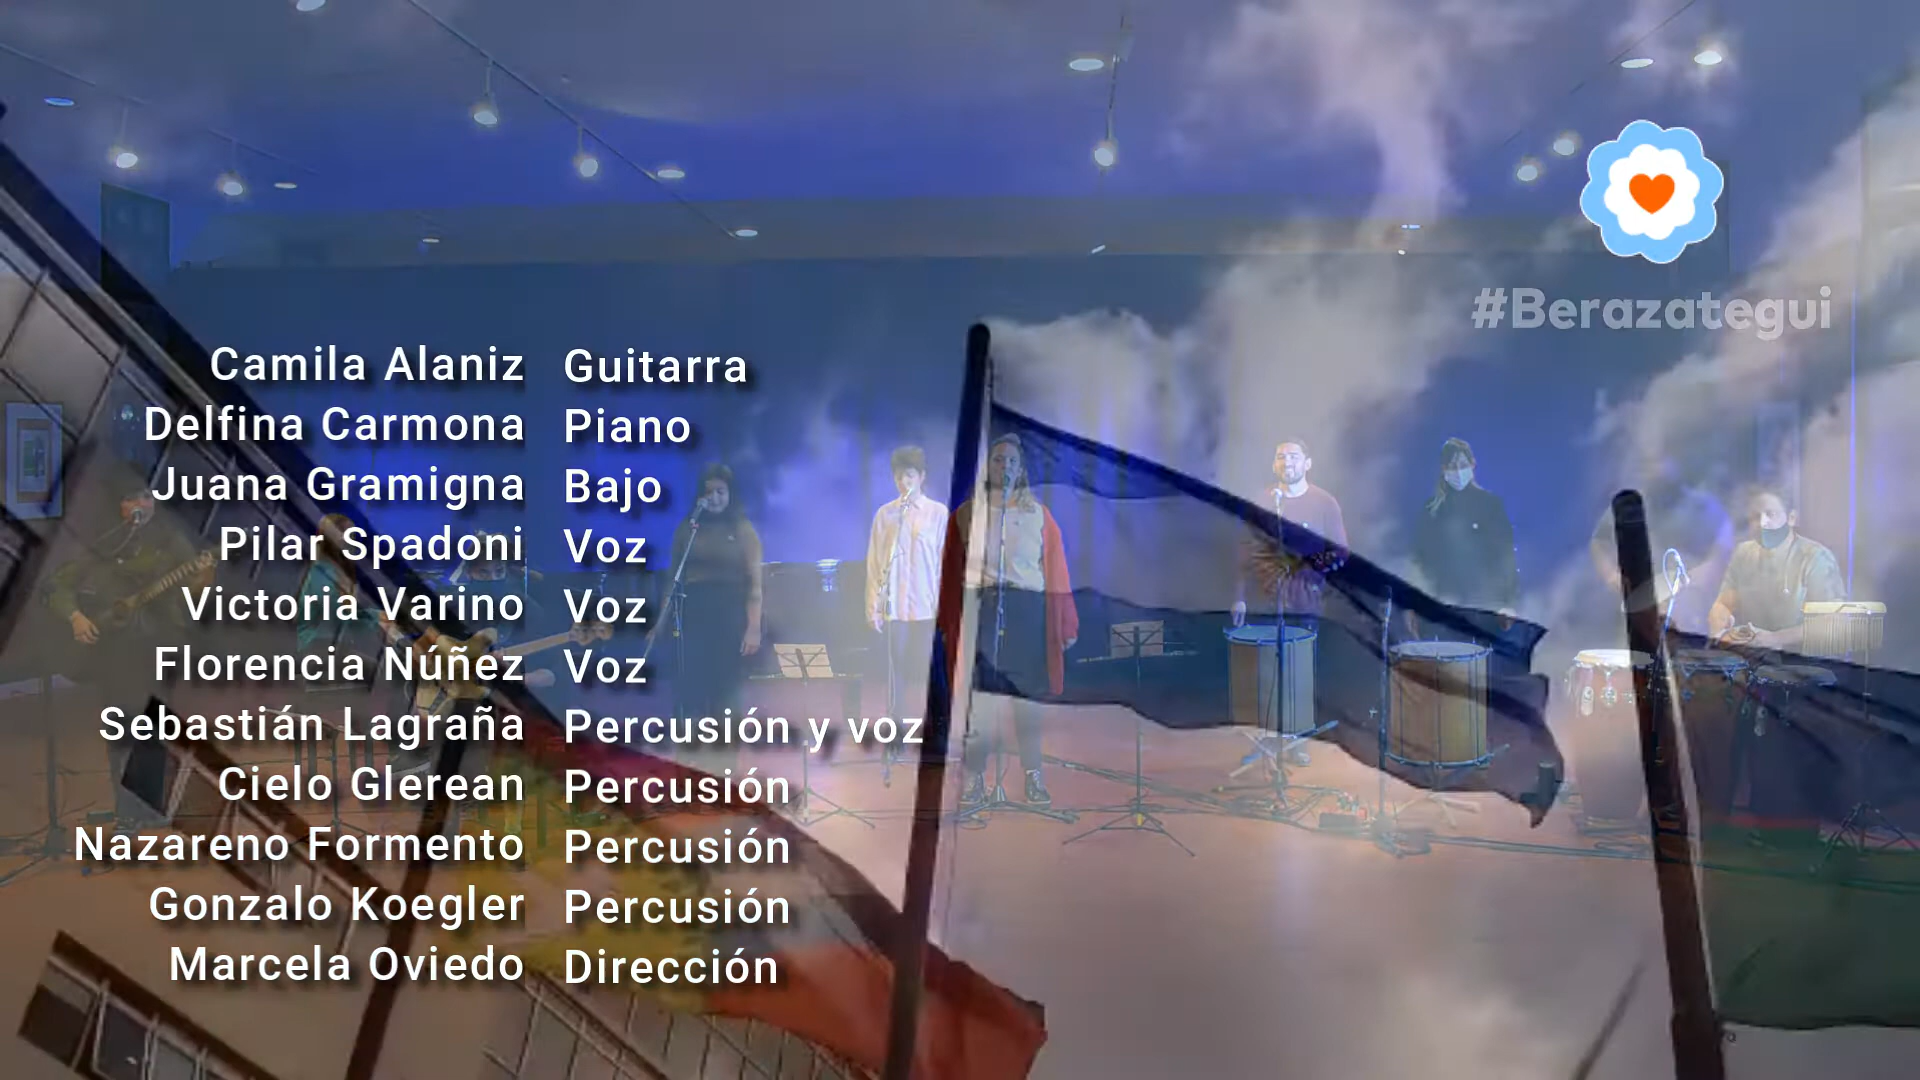 #Berazategui
Camila Alaniz Guitarra
Delfina Carmona Piano
Juana Gramigna Bajo
Pilar Spadoni Voz
Victoria Varino Voz
Florencia Núñez Voz
Sebastián Lagraña Percusión y voz
Cielo Glerean Percusión
Nazareno Formento Percusión
Gonzalo Koegler Percusión
Marcela Oviedo Dirección